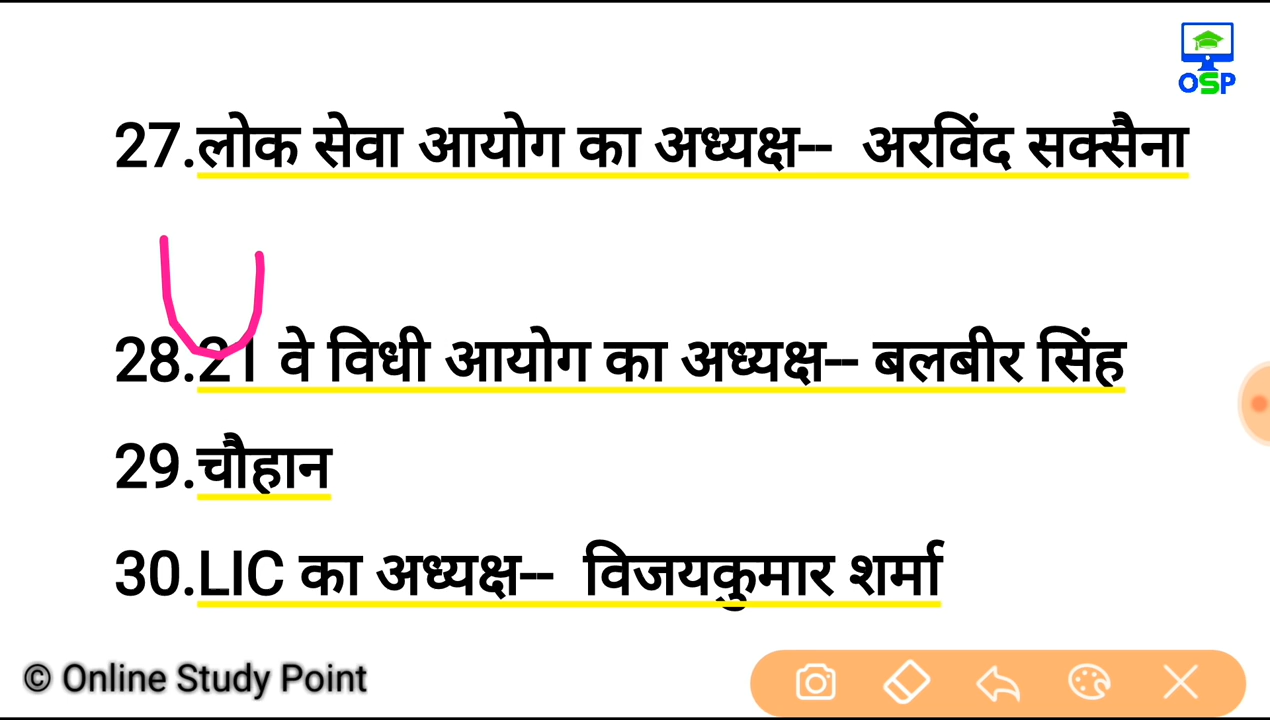 OSP
27.लोक सेवा आयोग का अध्यक्ष-- अरविंद सक्सैना
28.21 वे विधी आयोग का अध्यक्ष-- बलबीर सिंह
29.चौहान
30.LIC का अध्यक्ष-- विजयकुमार शर्मा
© Online Study Point